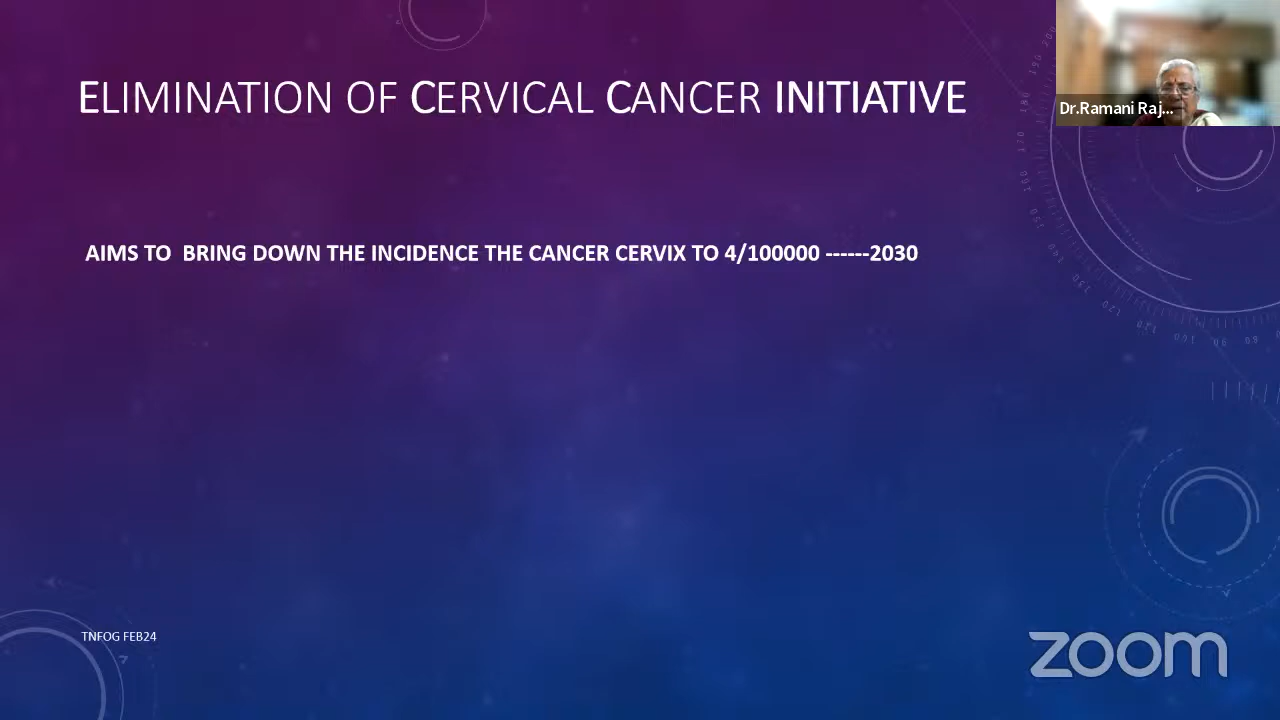 ELIMINATION OF CERVICAL CANCER INITIATIVE
Dr.Ramani Raj...
AIMS TO  BRING DOWN THE INCIDENCE THE CANCER CERVIX TO 4/100000 ------2030
TNFOG FEB24
zoom